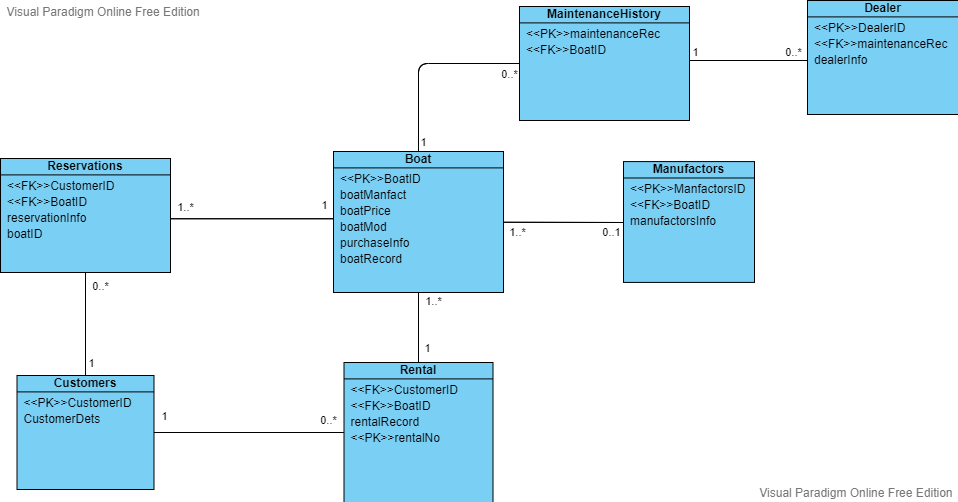 Visual Paradigm Online Free Edition
MaintenanceHistory
<<PK>>maintenanceRec
<<FK>>BoatID
Dealer
<<PK>>DealerID
<<FK>>maintenanceRec
dealerInfo
1
0..*
0..*
1
Reservations
<<FK>>CustomerID
<<FK>>BoatID
reservationInfo
boatID
Boat
<<PK>>BoatID
boatManfact
boatPrice
boatMod
purchaseInfo
boatRecord
Manufactors
<<PK>>ManfactorsID
<<FK>>BoatID
manufactorsInfo
1..*
1
1..*
0..1
0..*
1
1..*
1
Customers
<<PK>>CustomerID
CustomerDets
1
0..*
Rental
<<FK>>CustomerID
<<FK>>BoatID
rentalRecord
<<PK>>rentalNo
Visual Paradigm Online Free Edition